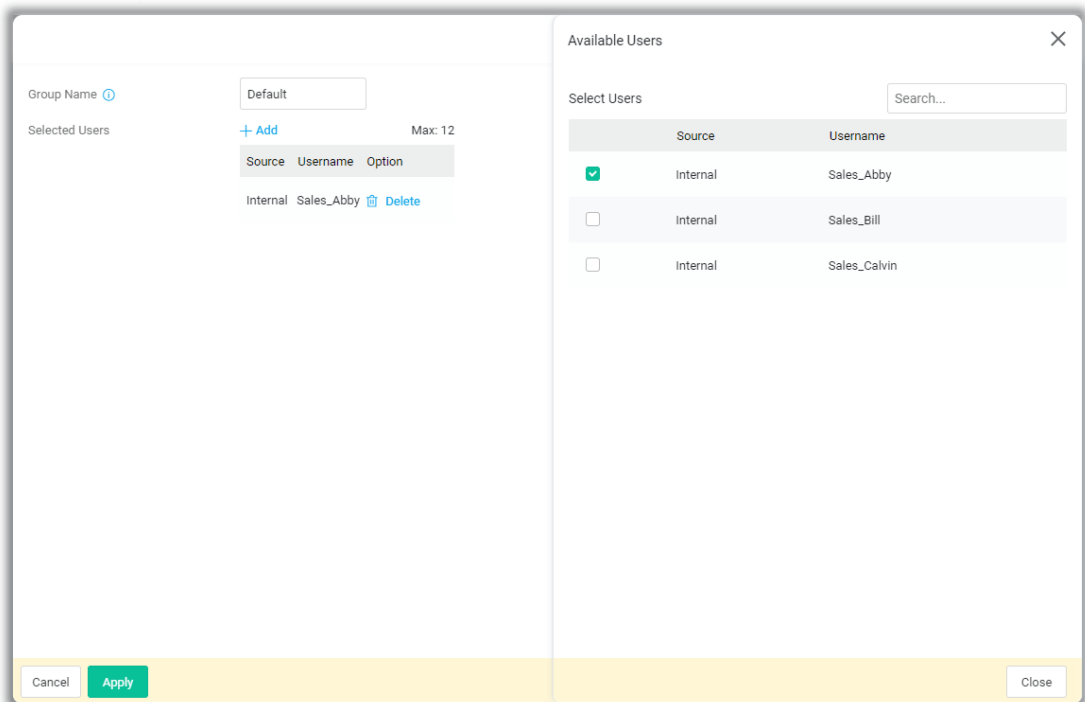 Group Name
Default
Selected Users
Add
Max: 12
Source Username Option
Internal Sales_Abby Delete
Cancel
Apply
Available Users
Select Users
Search...
Source Username
Internal Sales_Abby
Internal Sales_Bill
Internal Sales_Calvin
Close